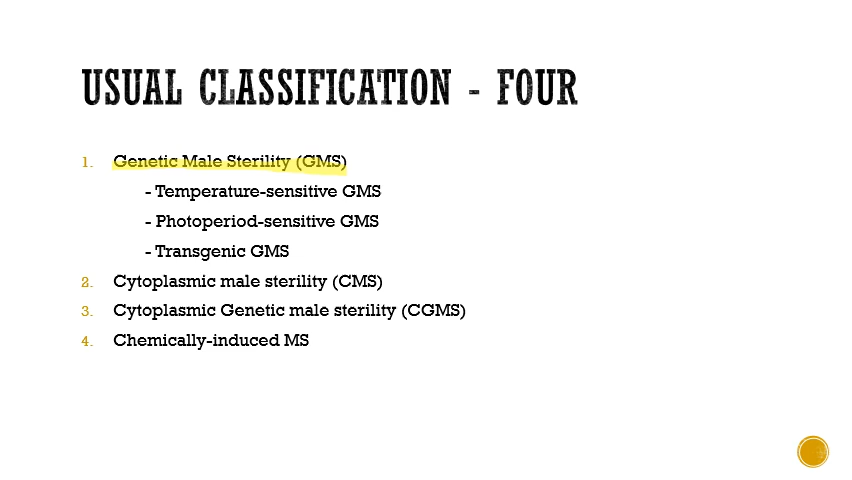 USUAL CLASSIFICATION - FOUR
1. Genetic Male Sterility (GMS)
- Temperature-sensitive GMS
- Photoperiod-sensitive GMS
- Transgenic GMS
2. Cytoplasmic male sterility (CMS)
3. Cytoplasmic Genetic male sterility (CGMS)
4. Chemically-induced MS